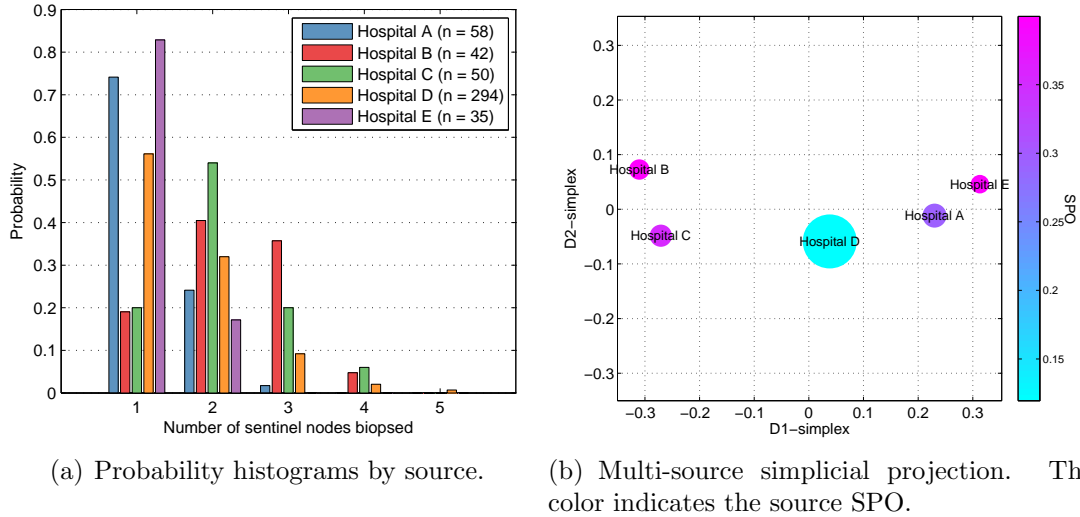 0.9
0.8
0.7
0.6
0.5
0.4
0.3
0.2
0.1
0
Probability
Hospital A (n = 58)
Hospital B (n = 42)
Hospital C (n = 50)
Hospital D (n = 294)
Hospital E (n = 35)
1 2 3 4 5
Number of sentinel nodes biopsed
(a) Probability histograms by source.
0.3
0.2
0.1
0
−0.1
−0.2
−0.3
D2−simplex
Hospital B
Hospital E
Hospital A
Hospital C
Hospital D
−0.3 −0.2 −0.1 0 0.1 0.2 0.3
D1−simplex
0.35
0.3
0.25
0.2
0.15
SPO
(b) Multi-source simplicial projection. Th
color indicates the source SPO.